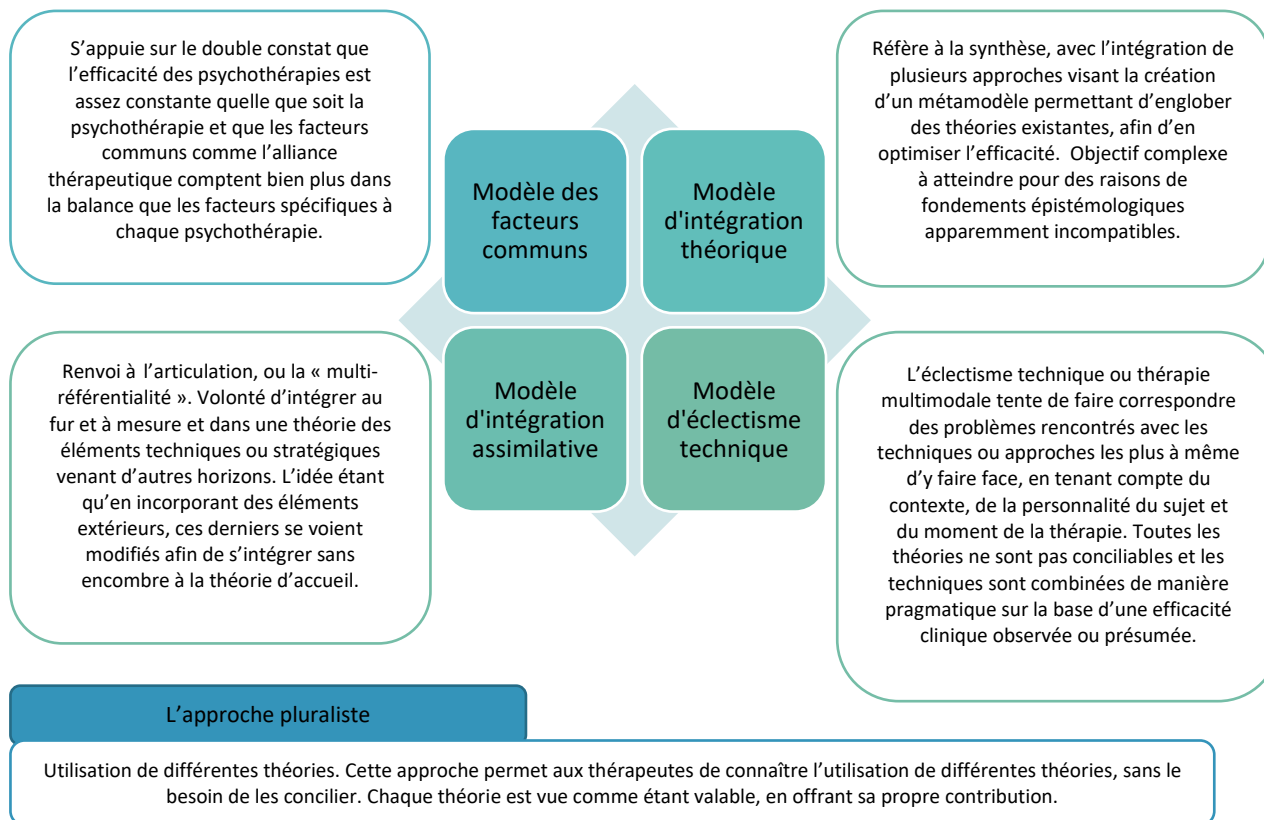 S’appuie sur le double constat que
l’efficacité des psychothérapies est
assez constante quelle que soit la
psychothérapie et que les facteurs
communs comme l’alliance
thérapeutique comptent bien plus dans
la balance que les facteurs spécifiques à
chaque psychothérapie.
Modèle des
facteurs
communs
Modèle
d'intégration
théorique
Réfère à la synthèse, avec l’intégration de
plusieurs approches visant la création
d’un métamodèle permettant d’englober
des théories existantes, afin d’en
optimiser l’efficacité.  Objectif complexe
à atteindre pour des raisons de
fondements épistémologiques
apparemment incompatibles.
Renvoi à l’articulation, ou la « multi-
référentialité ». Volonté d’intégrer au
fur et à mesure et dans une théorie des
éléments techniques ou stratégiques
venant d’autres horizons. L’idée étant
qu’en incorporant des éléments
extérieurs, ces derniers se voient
modifiés afin de s’intégrer sans
encombre à la théorie d’accueil.
Modèle
d'intégration
assimilative
Modèle
d'éclectisme
technique
L’éclectisme technique ou thérapie
multimodale tente de faire correspondre
des problèmes rencontrés avec les
techniques ou approches les plus à même
d’y faire face, en tenant compte du
contexte, de la personnalité du sujet et
du moment de la thérapie. Toutes les
théories ne sont pas conciliables et les
techniques sont combinées de manière
pragmatique sur la base d’une efficacité
clinique observée ou présumée.
L’approche pluraliste
Utilisation de différentes théories. Cette approche permet aux thérapeutes de connaître l’utilisation de différentes théories, sans le
besoin de les concilier. Chaque théorie est vue comme étant valable, en offrant sa propre contribution.